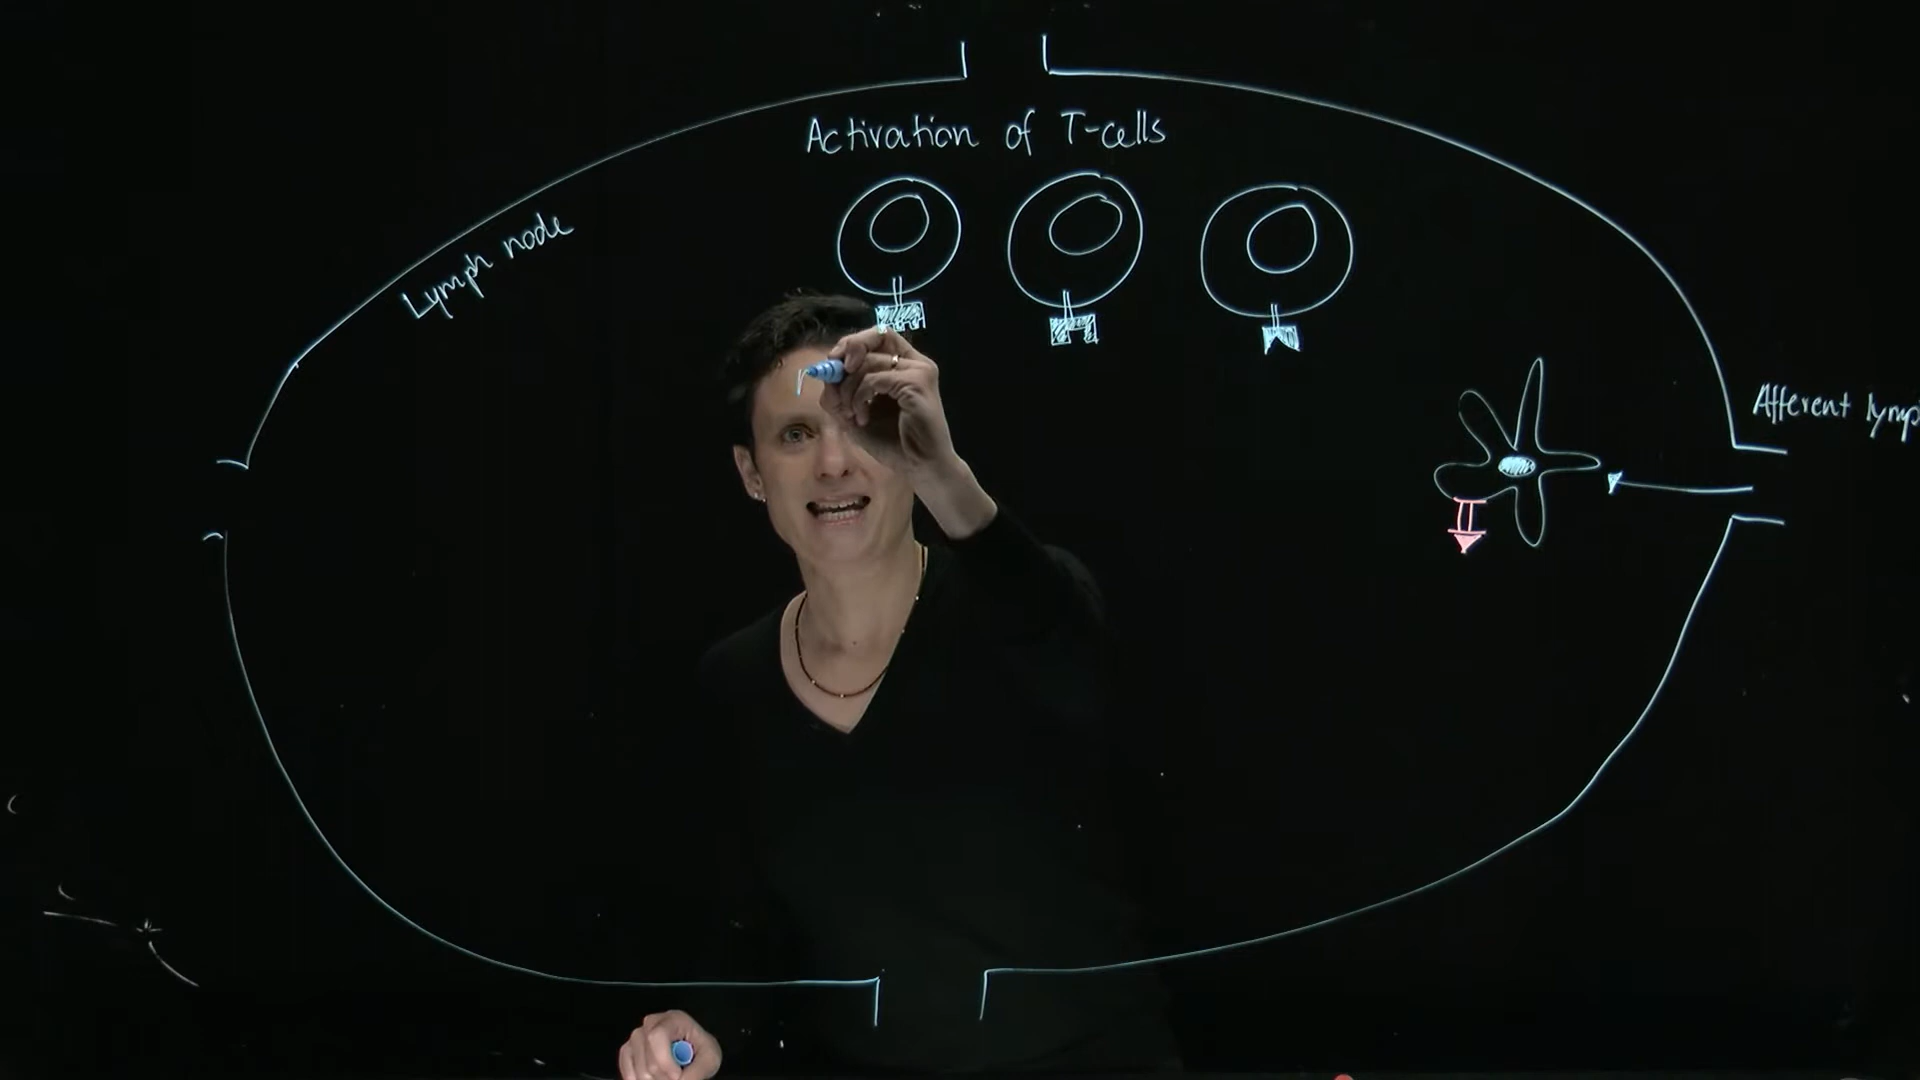 Activation of T-cells
Lymph node
Afferent lymp